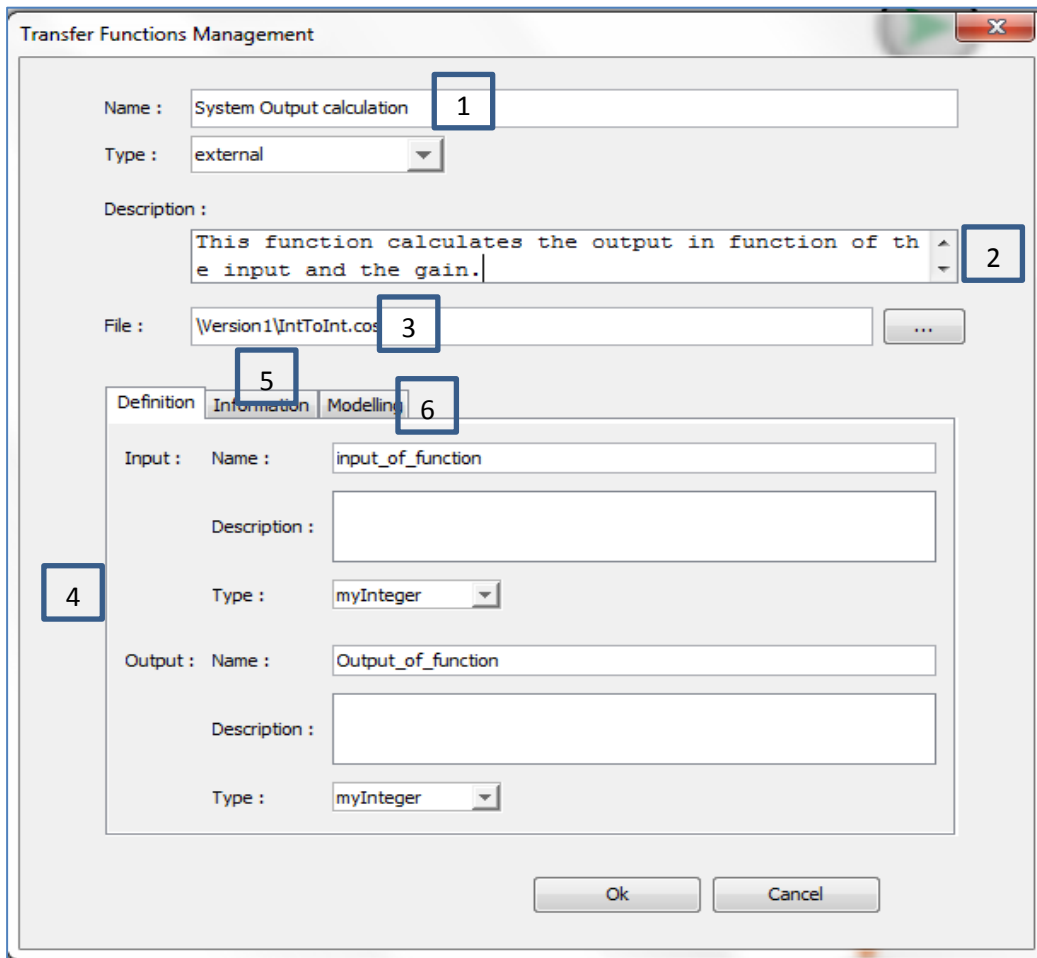 Transfer Functions Management
Name : System Output calculation 1
Type : external
Description :
This function calculates the output in function of th
e input and the gain. 2
File : \Version1\IntToInt.cos 3 ...
5
Definition Information Modelling 6
Input : Name : input_of_function
Description :
4 Type : myInteger
Output : Name : Output_of_function
Description :
Type : myInteger
Ok Cancel